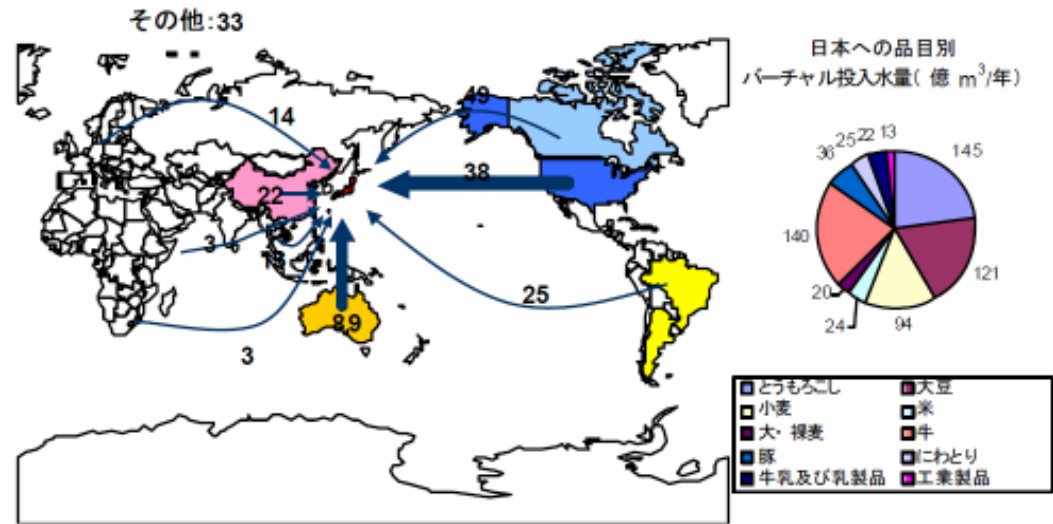 その他:33
日本への品目別
バーチャル投入水量( 億 m³/年)
14
49
22
38
3
13
89
25
3
145
121
94
24
20
140
36
25
22
13
とうもろこし
大豆
小麦
米
大・裸麦
牛
豚
にわとり
牛乳及び乳製品
工業製品